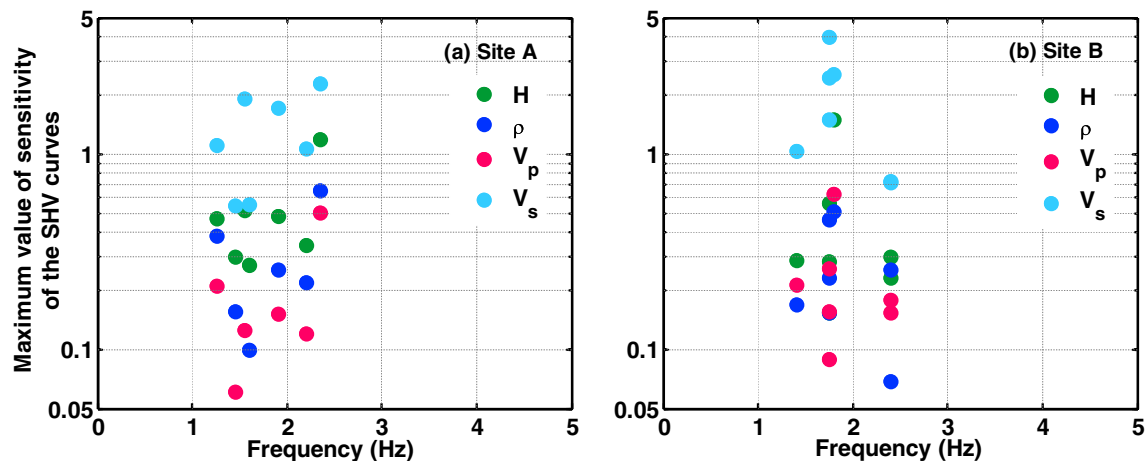 Maximum value of sensitivity
of the SHV curves
5
1
0.1
0.05
0
1
2
3
4
5
Frequency (Hz)
(a) Site A
H
ρ
Vp
Vs
5
1
0.1
0.05
0
1
2
3
4
5
Frequency (Hz)
(b) Site B
H
ρ
Vp
Vs